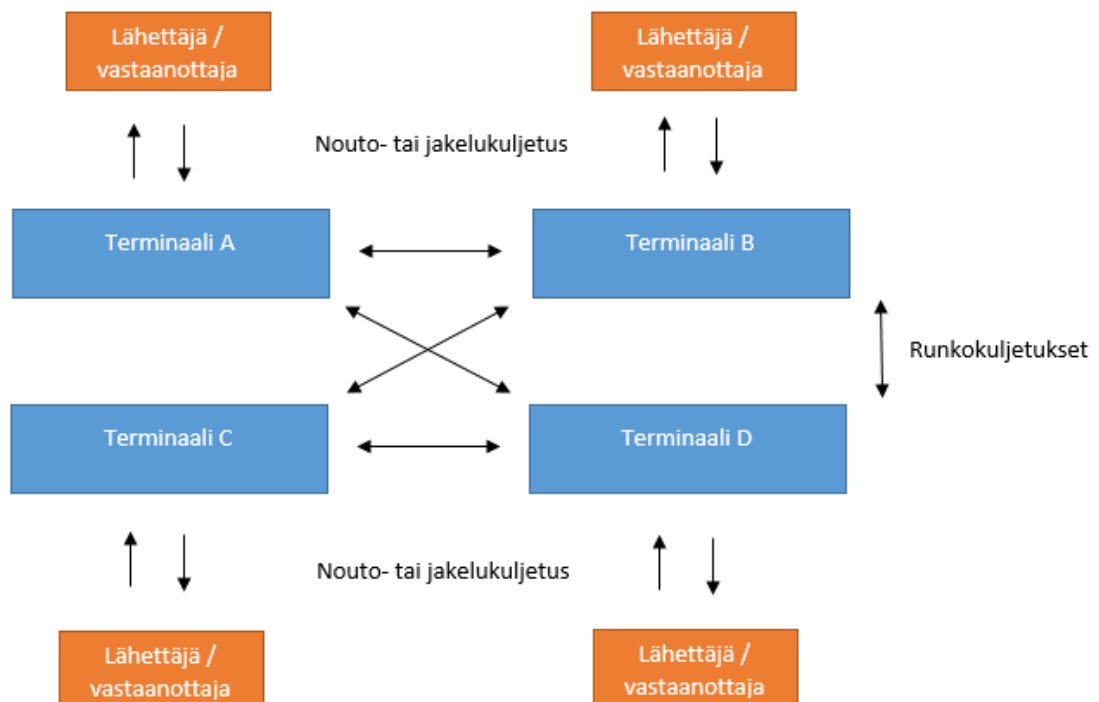 Lähettäjä /
vastaanottaja
Lähettäjä /
vastaanottaja
Nouto- tai jakelukuljetus
Terminaali A
Terminaali B
Runkokuljetukset
Terminaali C
Terminaali D
Nouto- tai jakelukuljetus
Lähettäjä /
vastaanottaja
Lähettäjä /
vastaanottaja